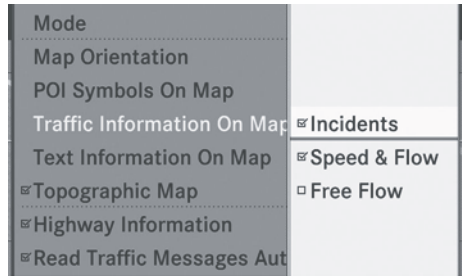 Mode
Map Orientation
POI Symbols On Map
Traffic Information On Map
Text Information On Map
Topographic Map
Highway Information
Read Traffic Messages Aut
Incidents
Speed & Flow
Free Flow